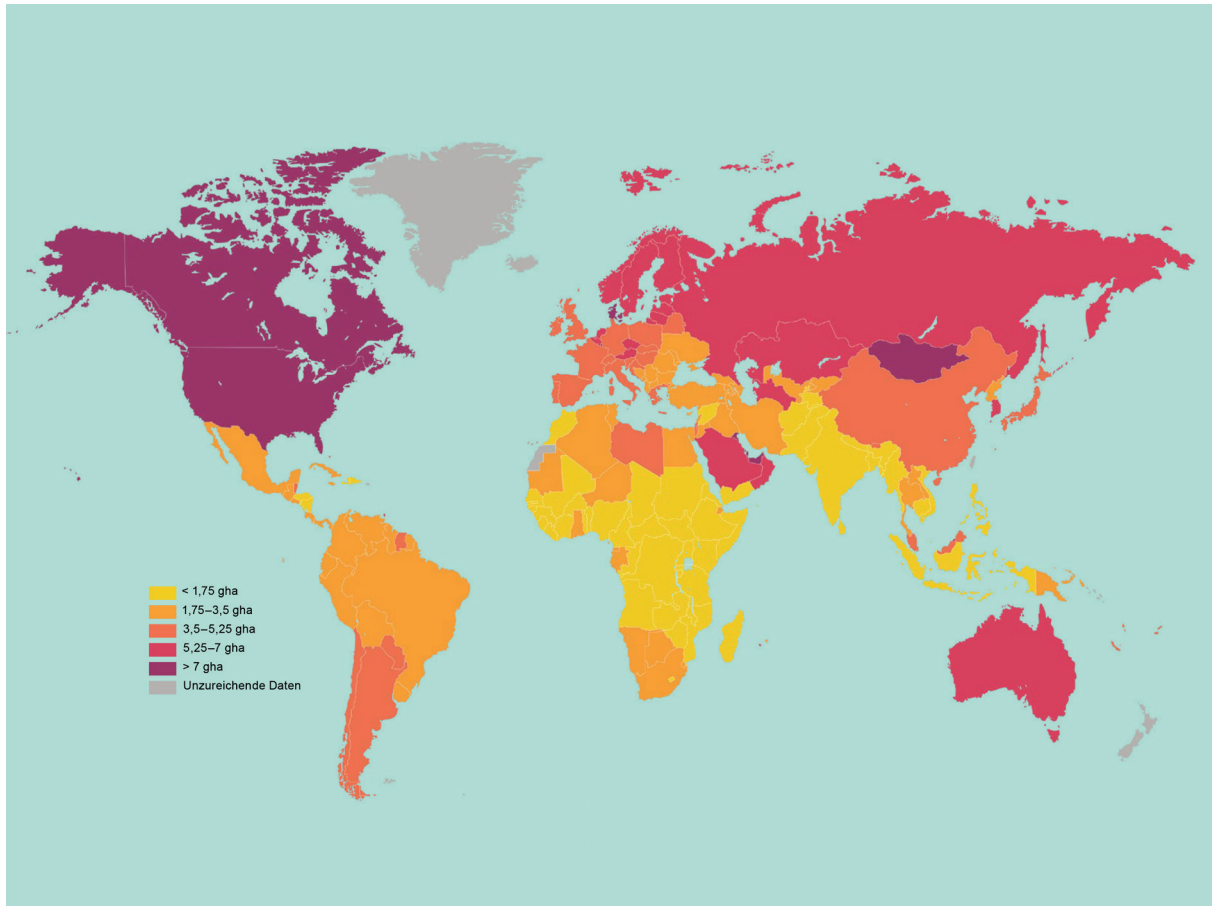 < 1,75 gha
1,75–3,5 gha
3,5–5,25 gha
5,25–7 gha
> 7 gha
Unzureichende Daten